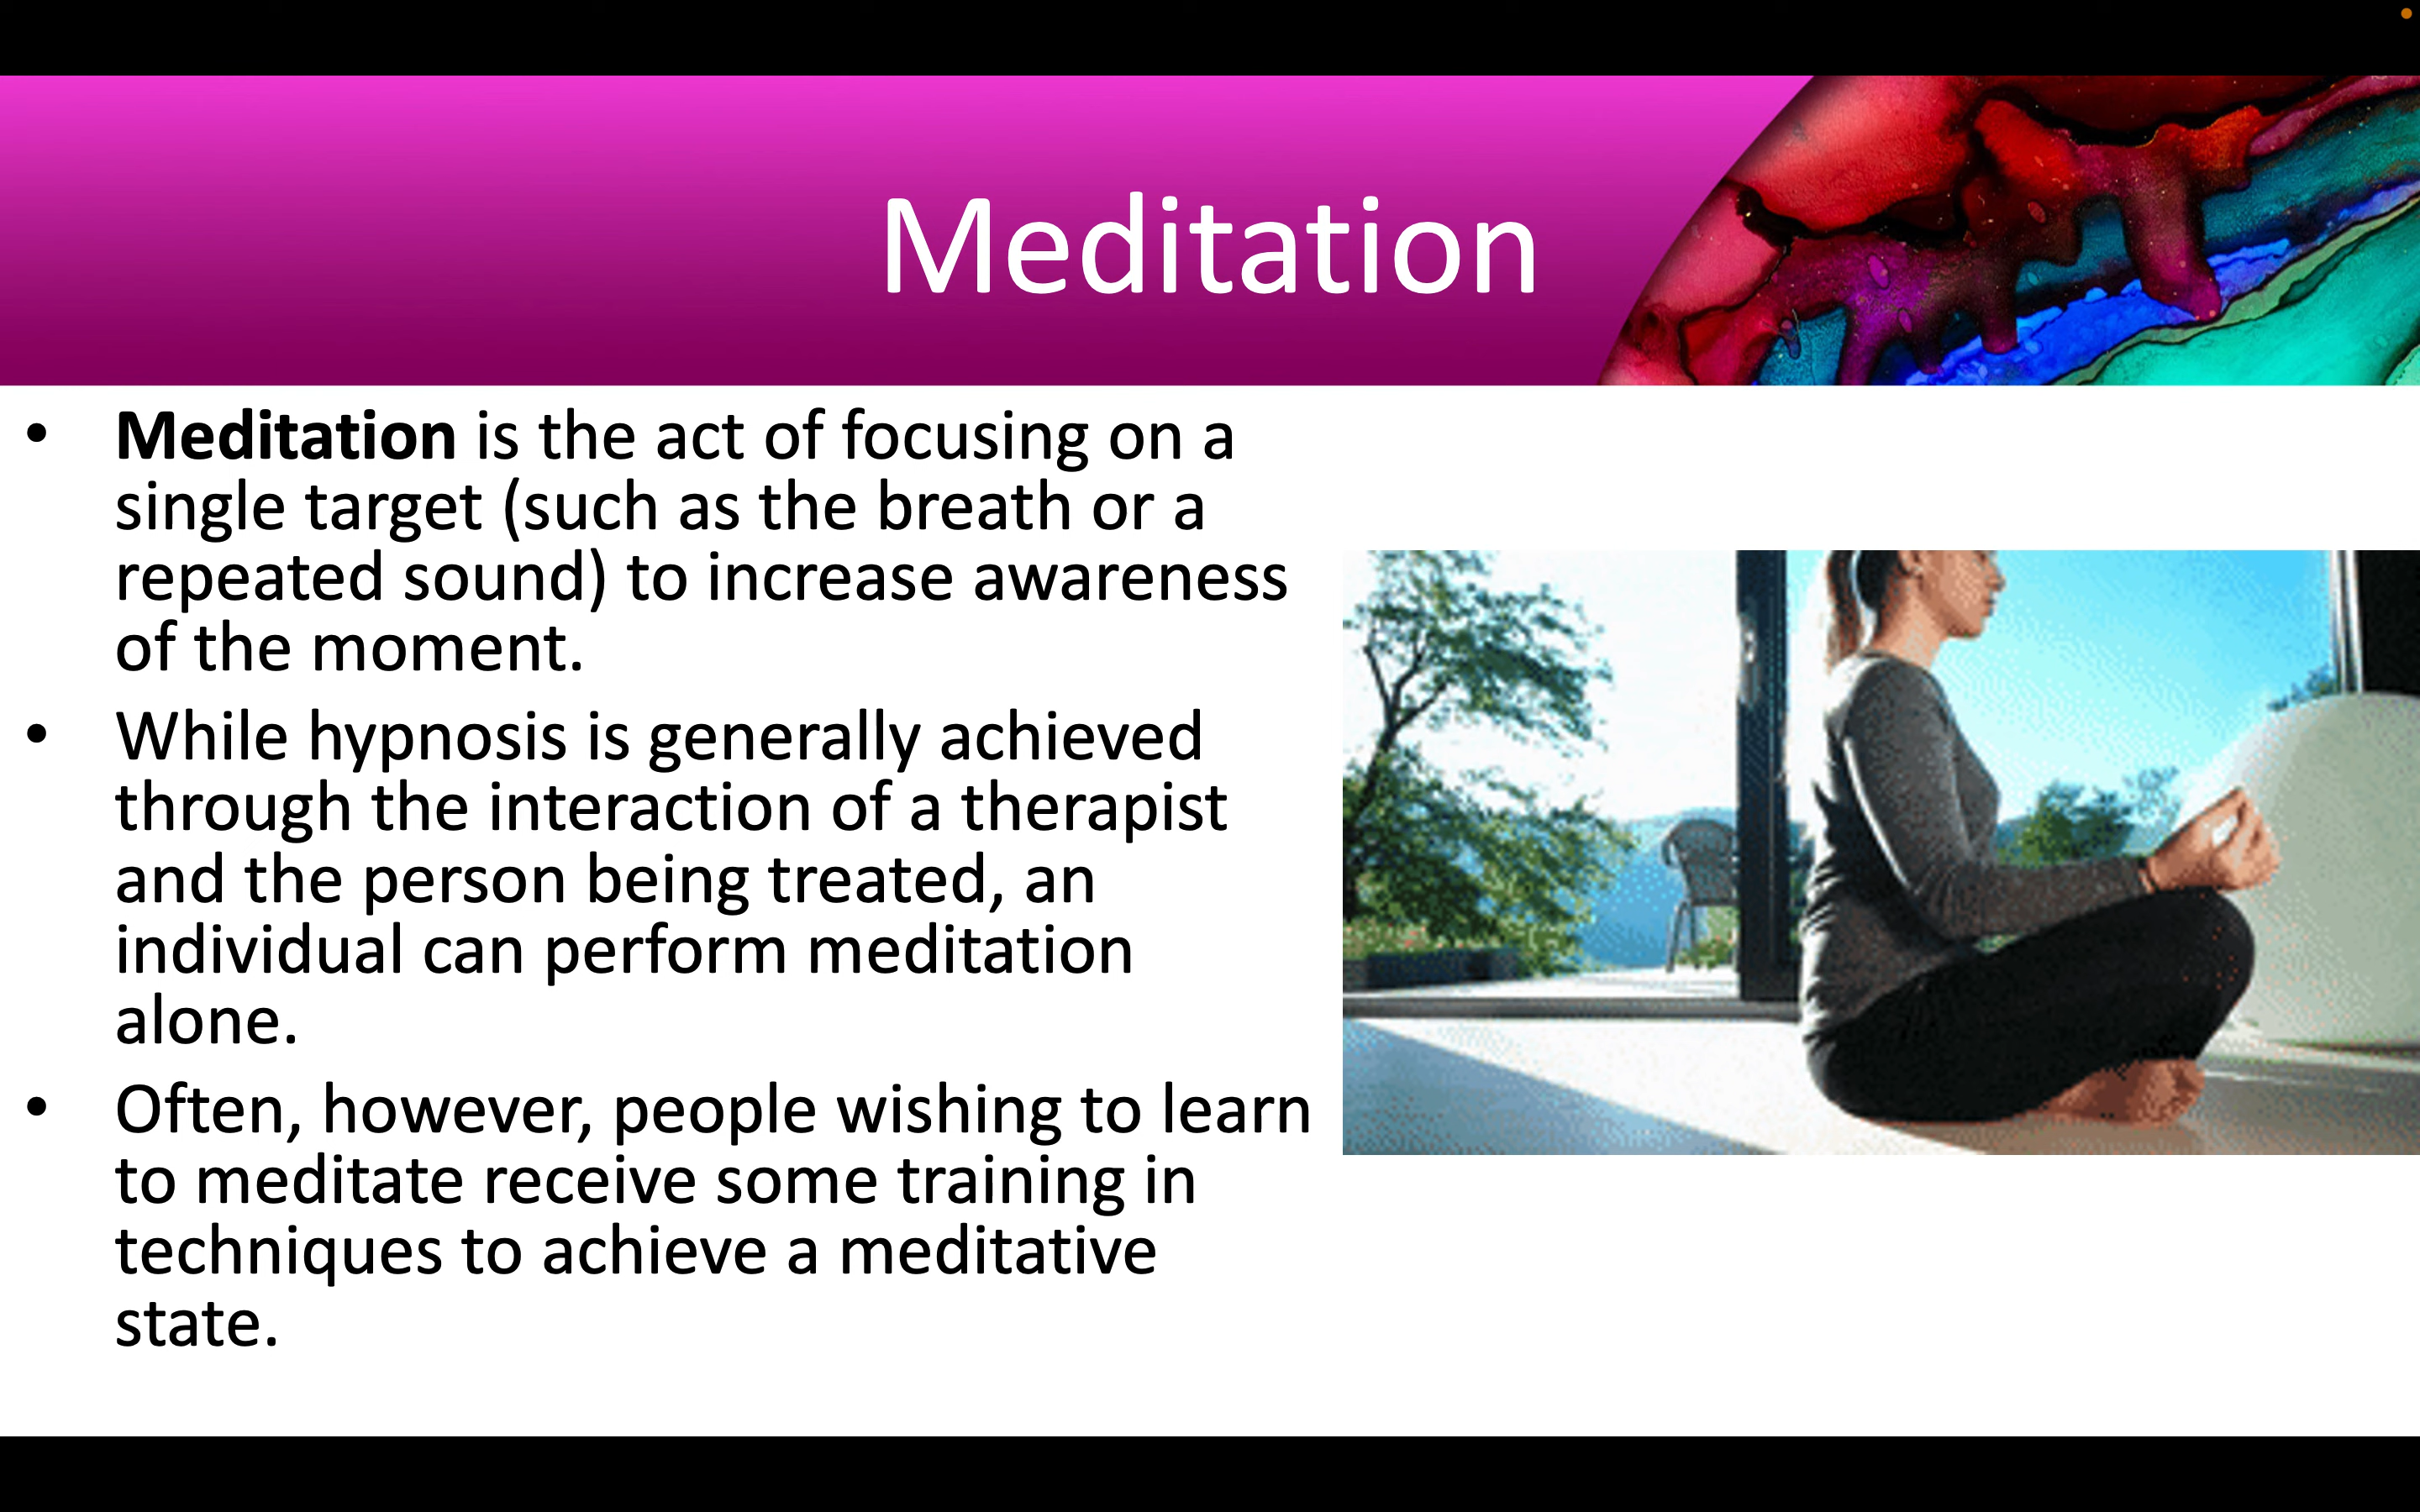 Meditation
• Meditation is the act of focusing on a
single target (such as the breath or a
repeated sound) to increase awareness
of the moment.
• While hypnosis is generally achieved
through the interaction of a therapist
and the person being treated, an
individual can perform meditation
alone.
• Often, however, people wishing to learn
to meditate receive some training in
techniques to achieve a meditative
state.